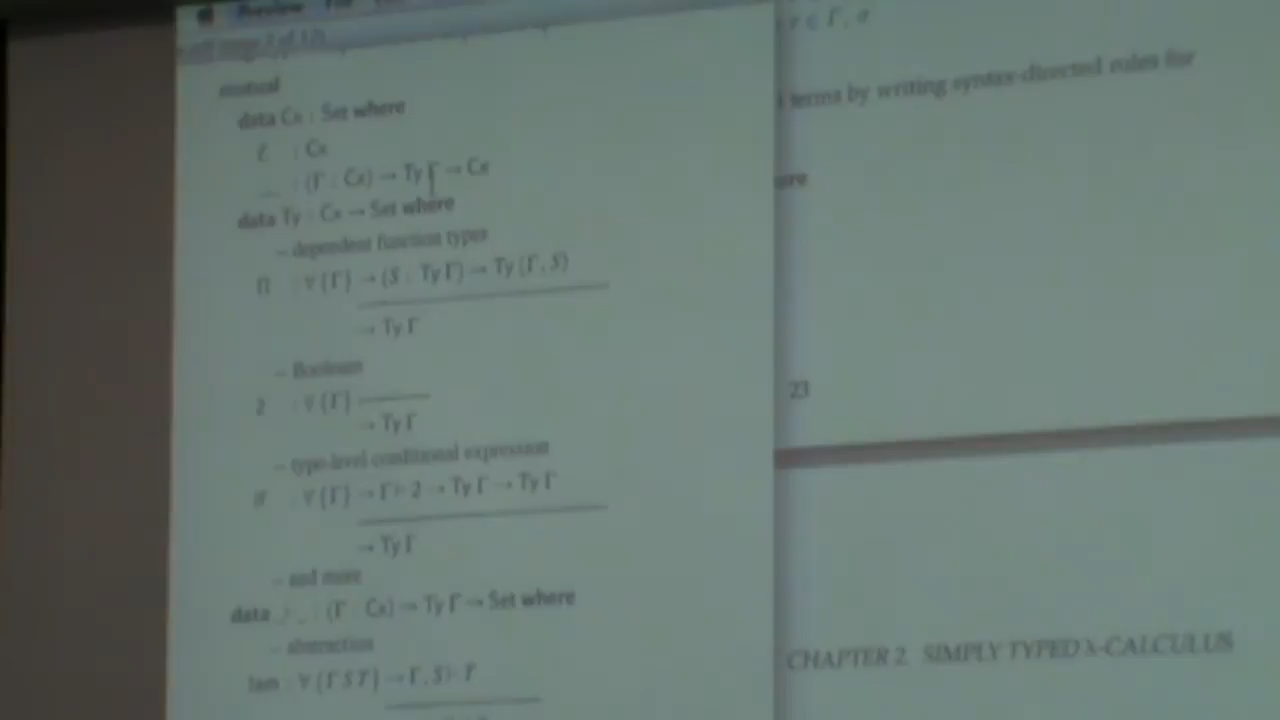 Preview File
mutual
data Cx : Set where
ℰ : Cx
_,_ : (Γ : Cx) → Ty Γ → Cx
data Ty : Cx → Set where
– dependent function types
Π : ∀ {Γ} → (S : Ty Γ) → Ty (Γ , S)
→ Ty Γ
– Booleans
2 : ∀ {Γ}
→ Ty Γ
– type-level conditional expression
if : ∀ {Γ} → Γ ⊢ 2 → Ty Γ → Ty Γ
→ Ty Γ
– and more
data _⊢_ : (Γ : Cx) → Ty Γ → Set where
– abstraction
lam : ∀ {Γ S T} → Γ , S ⊢ T
τ ∈ Γ, σ
terms by writing syntax-directed rules for
23
CHAPTER 2. SIMPLY TYPED λ-CALCULUS